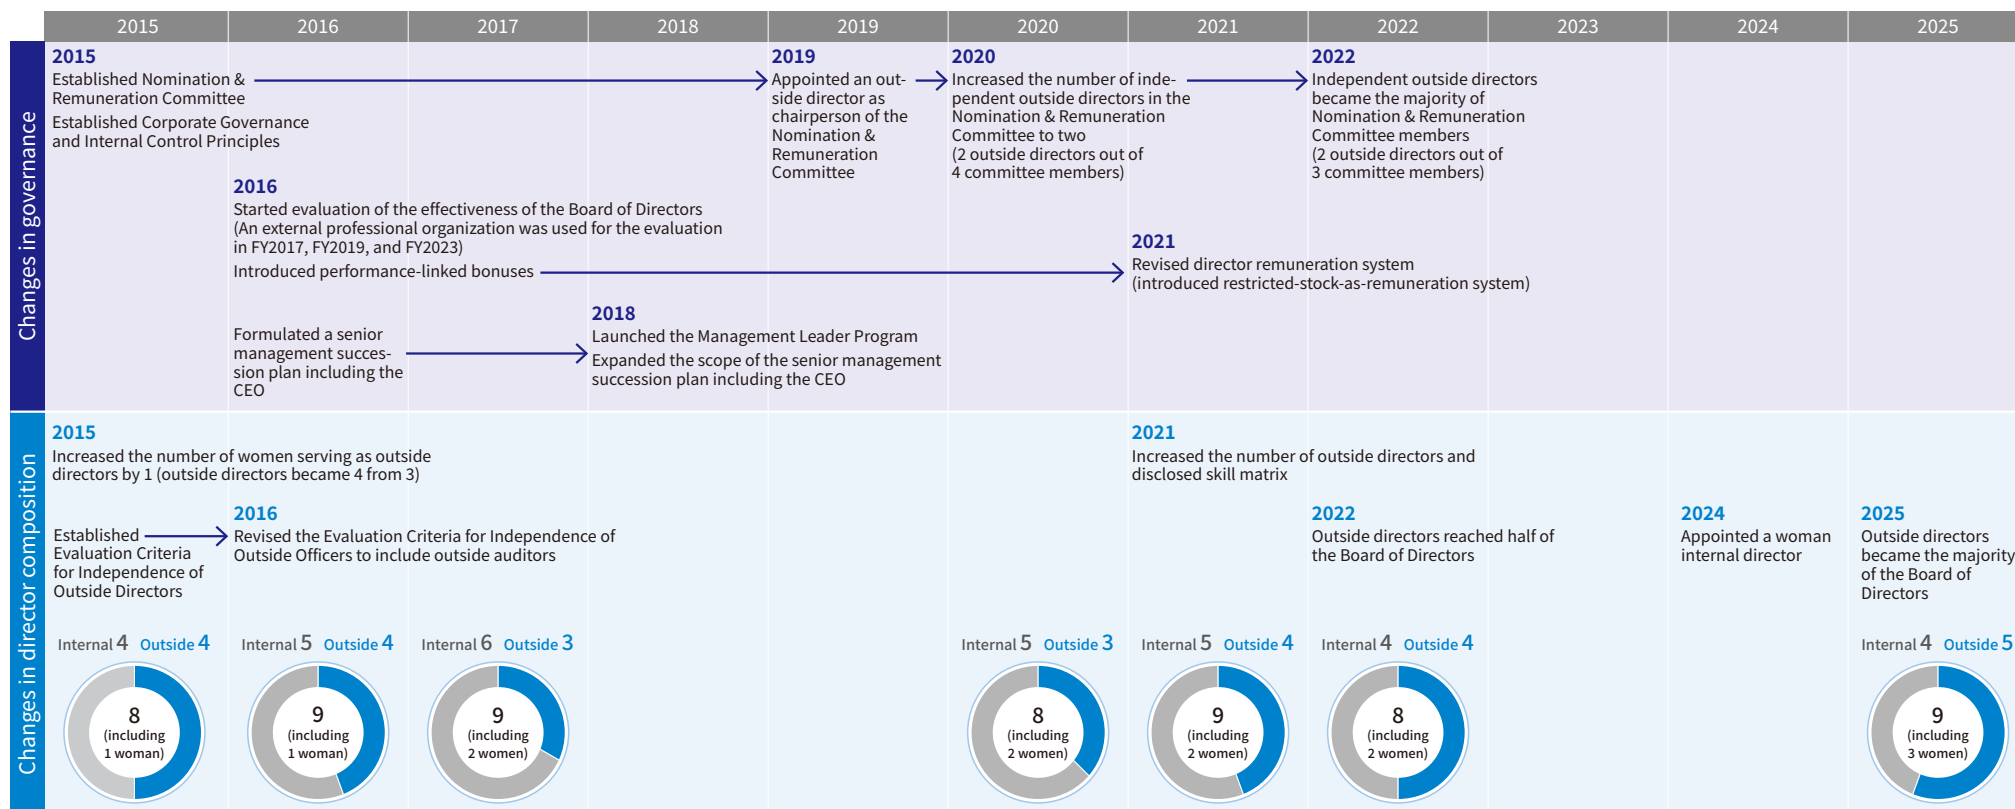 2015 2016 2017 2018 2019 2020 2021 2022 2023 2024 2025
Changes in governance
2015
Established Nomination &
Remuneration Committee
Established Corporate Governance
and Internal Control Principles
2019
Appointed an out-
side director as
chairperson of the
Nomination &
Remuneration
Committee
2020
Increased the number of inde-
pendent outside directors in the
Nomination & Remuneration
Committee to two
(2 outside directors out of
4 committee members)
2022
Independent outside directors
became the majority of
Nomination & Remuneration
Committee members
(2 outside directors out of
3 committee members)
2016
Started evaluation of the effectiveness of the Board of Directors
(An external professional organization was used for the evaluation
in FY2017, FY2019, and FY2023)
Introduced performance-linked bonuses
2021
Revised director remuneration system
(introduced restricted-stock-as-remuneration system)
Formulated a senior
management succes-
sion plan including the
CEO
2018
Launched the Management Leader Program
Expanded the scope of the senior management
succession plan including the CEO
Changes in director composition
2015
Increased the number of women serving as outside
directors by 1 (outside directors became 4 from 3)
2021
Increased the number of outside directors and
disclosed skill matrix
Established
Evaluation Criteria
for Independence of
Outside Directors
2016
Revised the Evaluation Criteria for Independence of
Outside Officers to include outside auditors
2022
Outside directors reached half of
the Board of Directors
2024
Appointed a woman
internal director
2025
Outside directors
became the majority
of the Board of
Directors
Internal 4 Outside 4
8
(including
1 woman)
Internal 5 Outside 4
9
(including
1 woman)
Internal 6 Outside 3
9
(including
2 women)
Internal 5 Outside 3
8
(including
2 women)
Internal 5 Outside 4
9
(including
2 women)
Internal 4 Outside 4
8
(including
2 women)
Internal 4 Outside 5
9
(including
3 women)